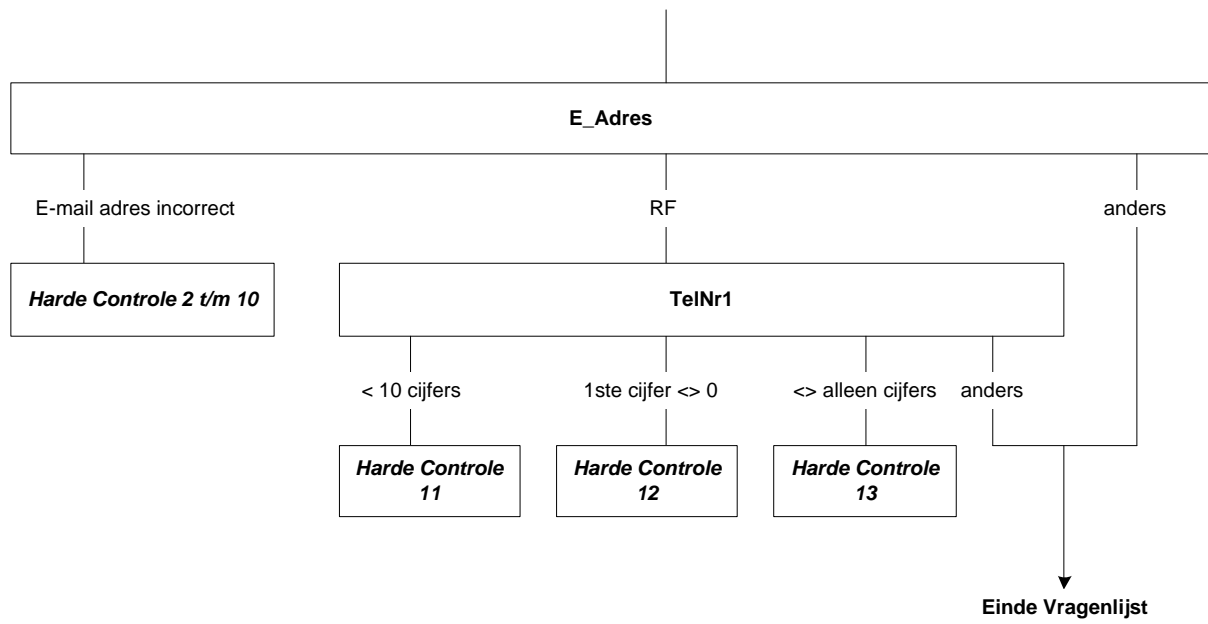 E_Adres
E-mail adres incorrect
RF
anders
Harde Controle 2 t/m 10
TelNr1
< 10 cijfers
1ste cijfer <> 0
<> alleen cijfers
anders
Harde Controle
11
Harde Controle
12
Harde Controle
13
Einde Vragenlijst